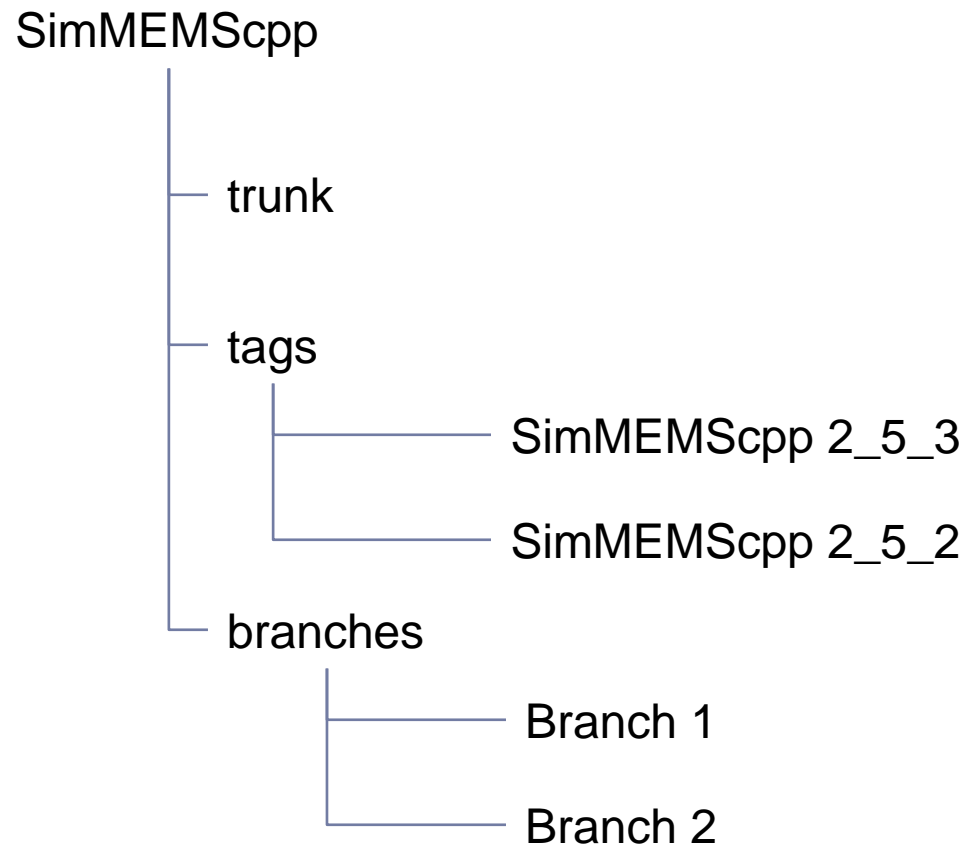 SimMEMScpp
trunk
tags
SimMEMScpp 2_5_3
SimMEMScpp 2_5_2
branches
Branch 1
Branch 2